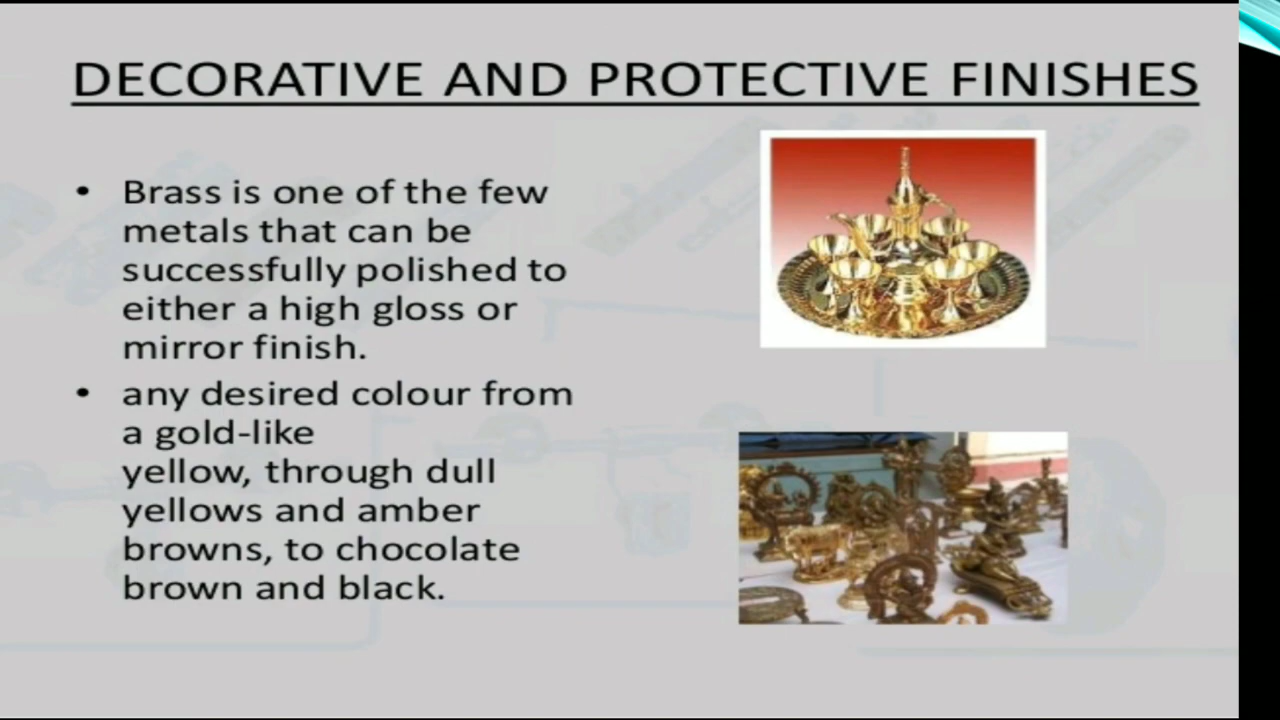 DECORATIVE AND PROTECTIVE FINISHES
• Brass is one of the few
metals that can be
successfully polished to
either a high gloss or
mirror finish.
• any desired colour from
a gold-like
yellow, through dull
yellows and amber
browns, to chocolate
brown and black.